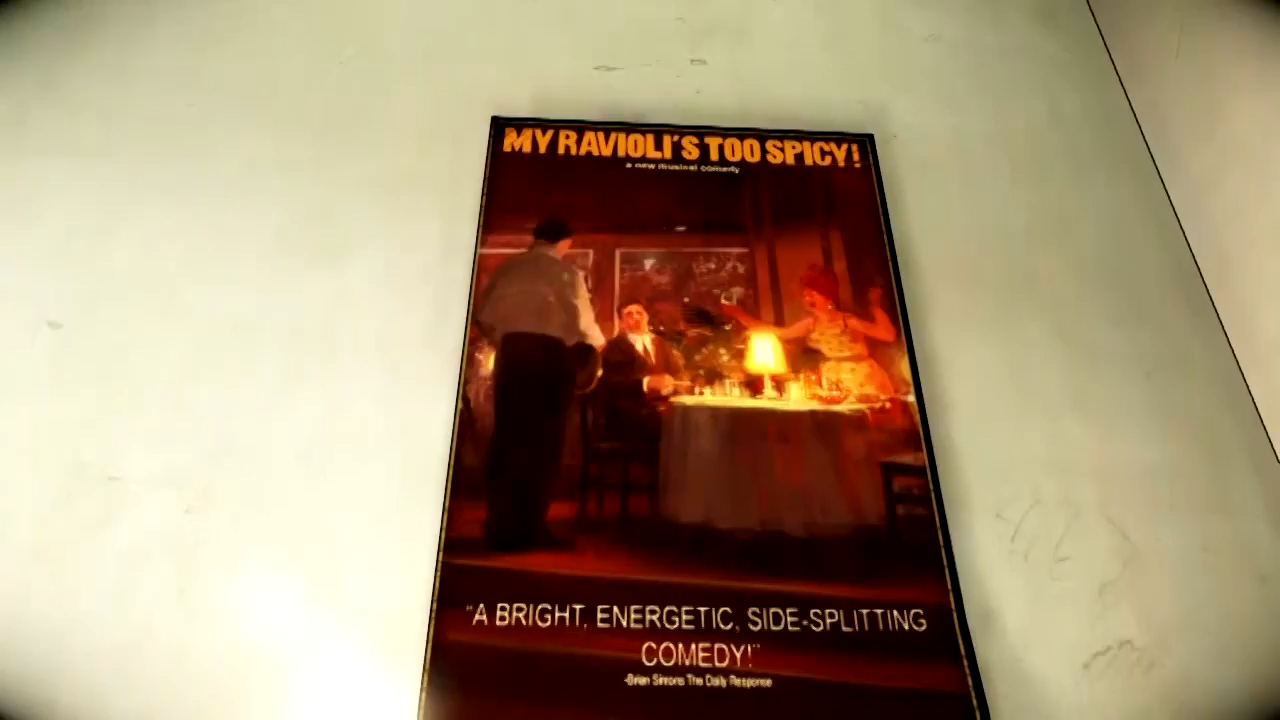 MY RAVIOLI'S TOO SPICY!
a new musical comedy
"A BRIGHT, ENERGETIC, SIDE-SPLITTING
COMEDY!"
-Brian Simons The Daily Response